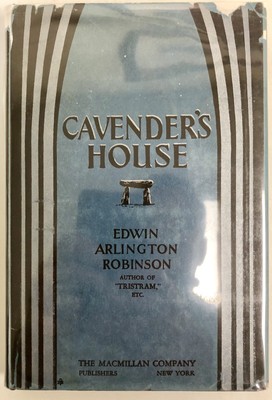 CAVENDER'S
HOUSE
EDWIN
ARLINGTON
ROBINSON
AUTHOR OF
"TRISTRAM,"
ETC.
THE MACMILLAN COMPANY
PUBLISHERS NEW YORK